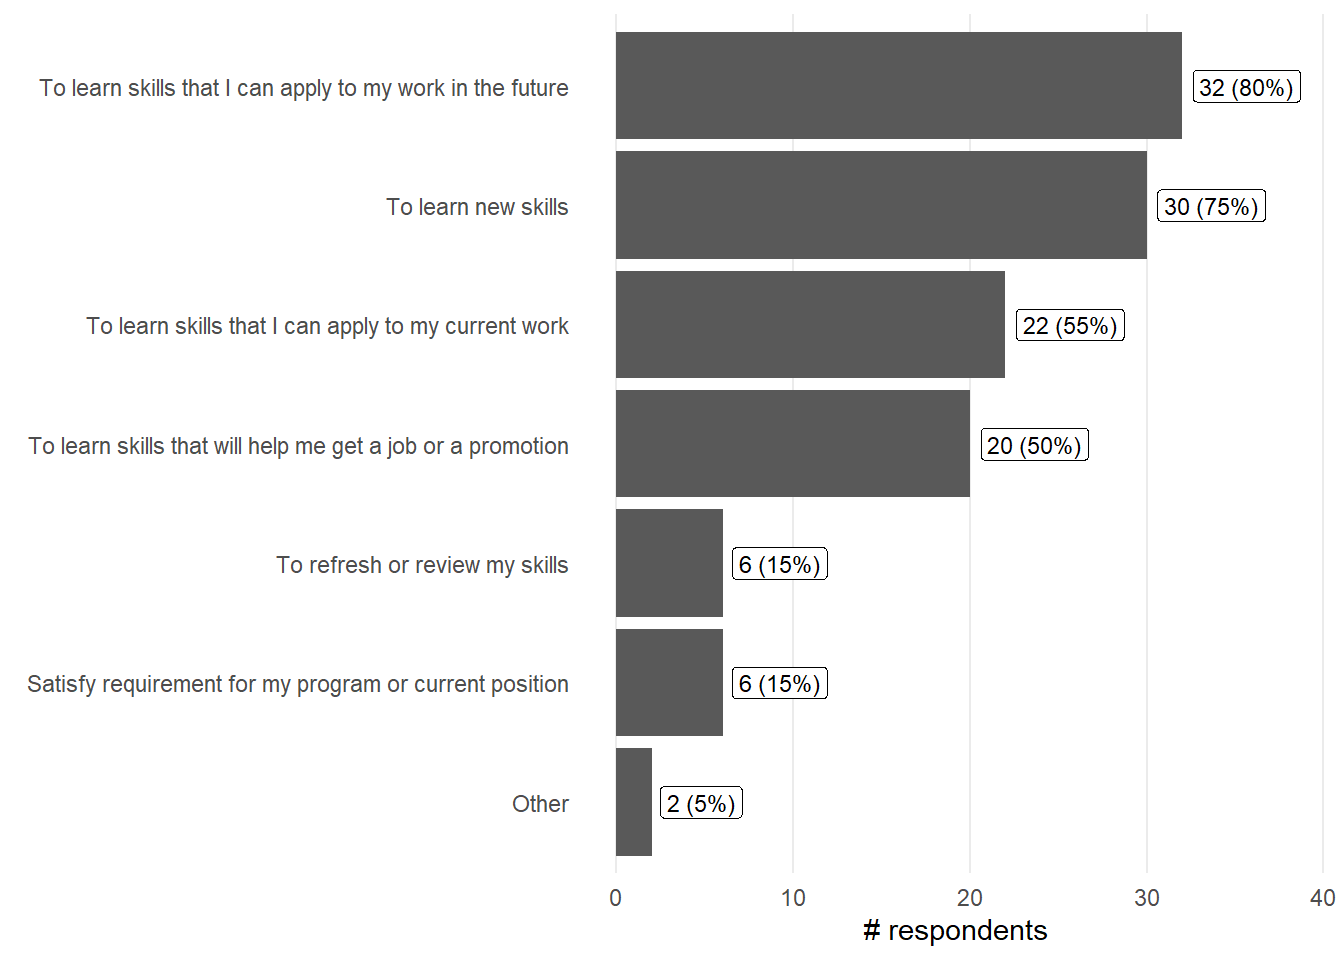 To learn skills that I can apply to my work in the future 32 (80%)
To learn new skills 30 (75%)
To learn skills that I can apply to my current work 22 (55%)
To learn skills that will help me get a job or a promotion 20 (50%)
To refresh or review my skills 6 (15%)
Satisfy requirement for my program or current position 6 (15%)
Other 2 (5%)
0 10 20 30 40
# respondents